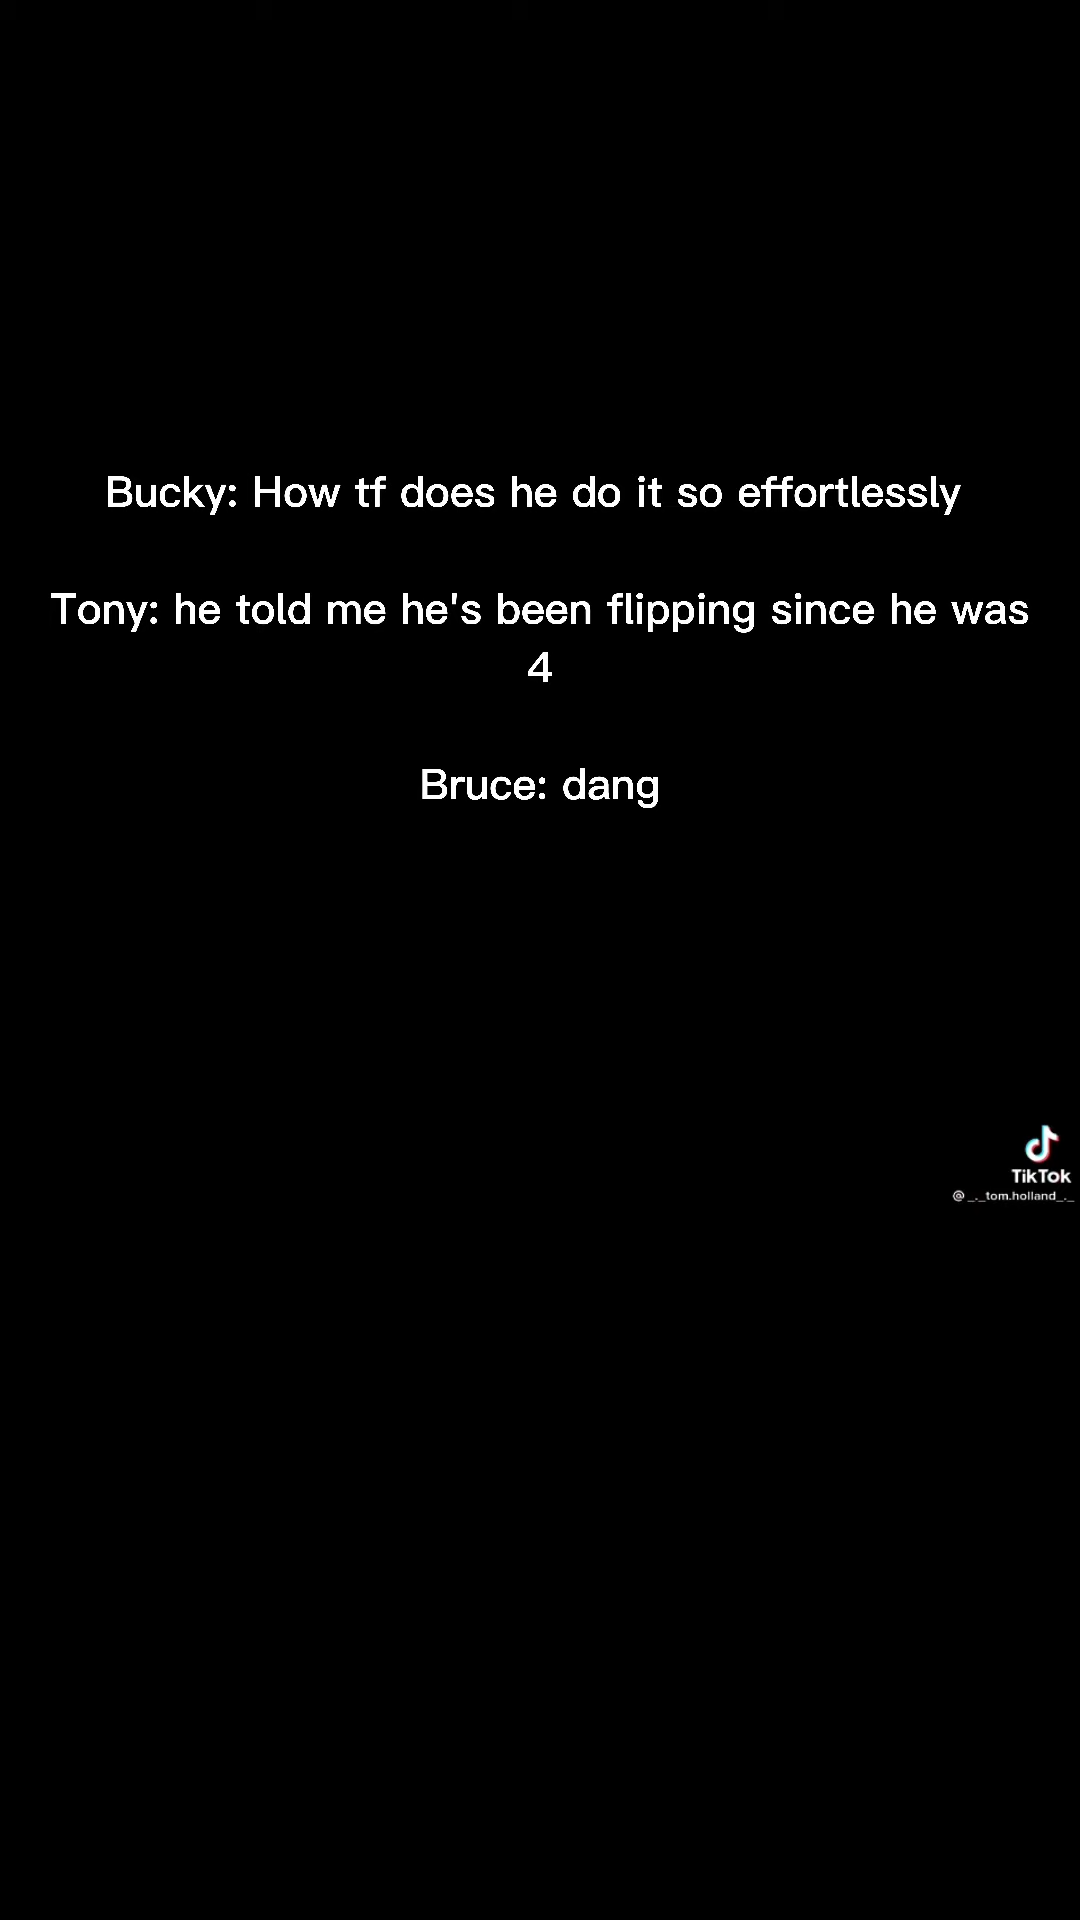 Bucky: How tf does he do it so effortlessly
Tony: he told me he's been flipping since he was
4
Bruce: dang
TikTok
@_._tom.holland_._